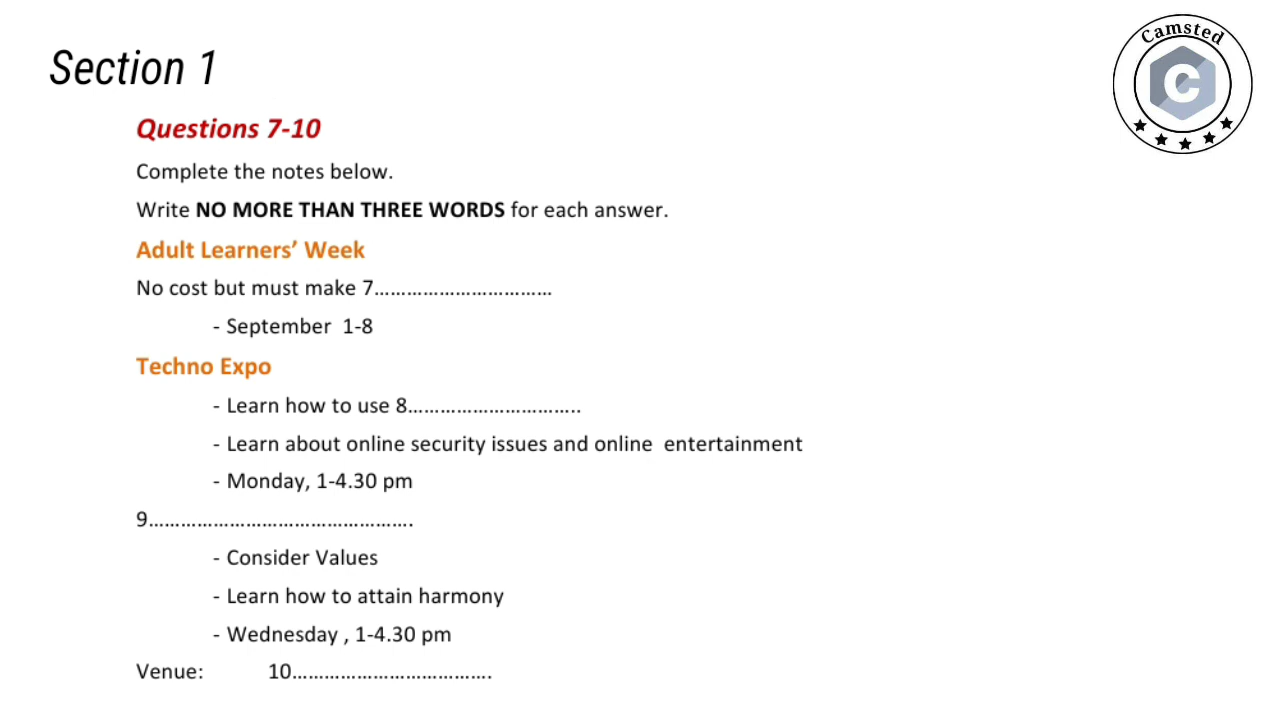 Section 1
Camsted
C
Questions 7-10
Complete the notes below.
Write NO MORE THAN THREE WORDS for each answer.
Adult Learners’ Week
No cost but must make 7……………………………
- September 1-8
Techno Expo
- Learn how to use 8…………………………..
- Learn about online security issues and online entertainment
- Monday, 1-4.30 pm
9………………………………………….
- Consider Values
- Learn how to attain harmony
- Wednesday , 1-4.30 pm
Venue: 10……………………………….